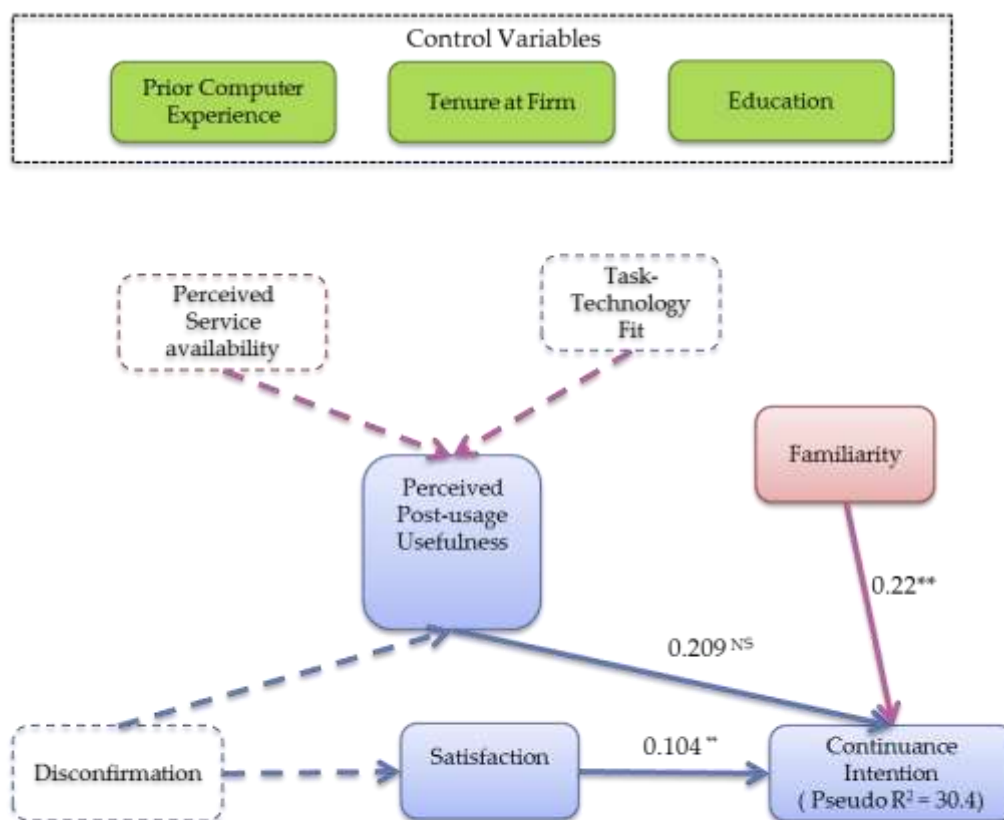 Control Variables
Prior Computer
Experience
Tenure at Firm
Education
Perceived
Service
availability
Task-
Technology
Fit
Familiarity
Perceived
Post-usage
Usefulness
0.22**
0.209 NS
Disconfirmation
Satisfaction
0.104 **
Continuance
Intention
( Pseudo R² = 30.4)